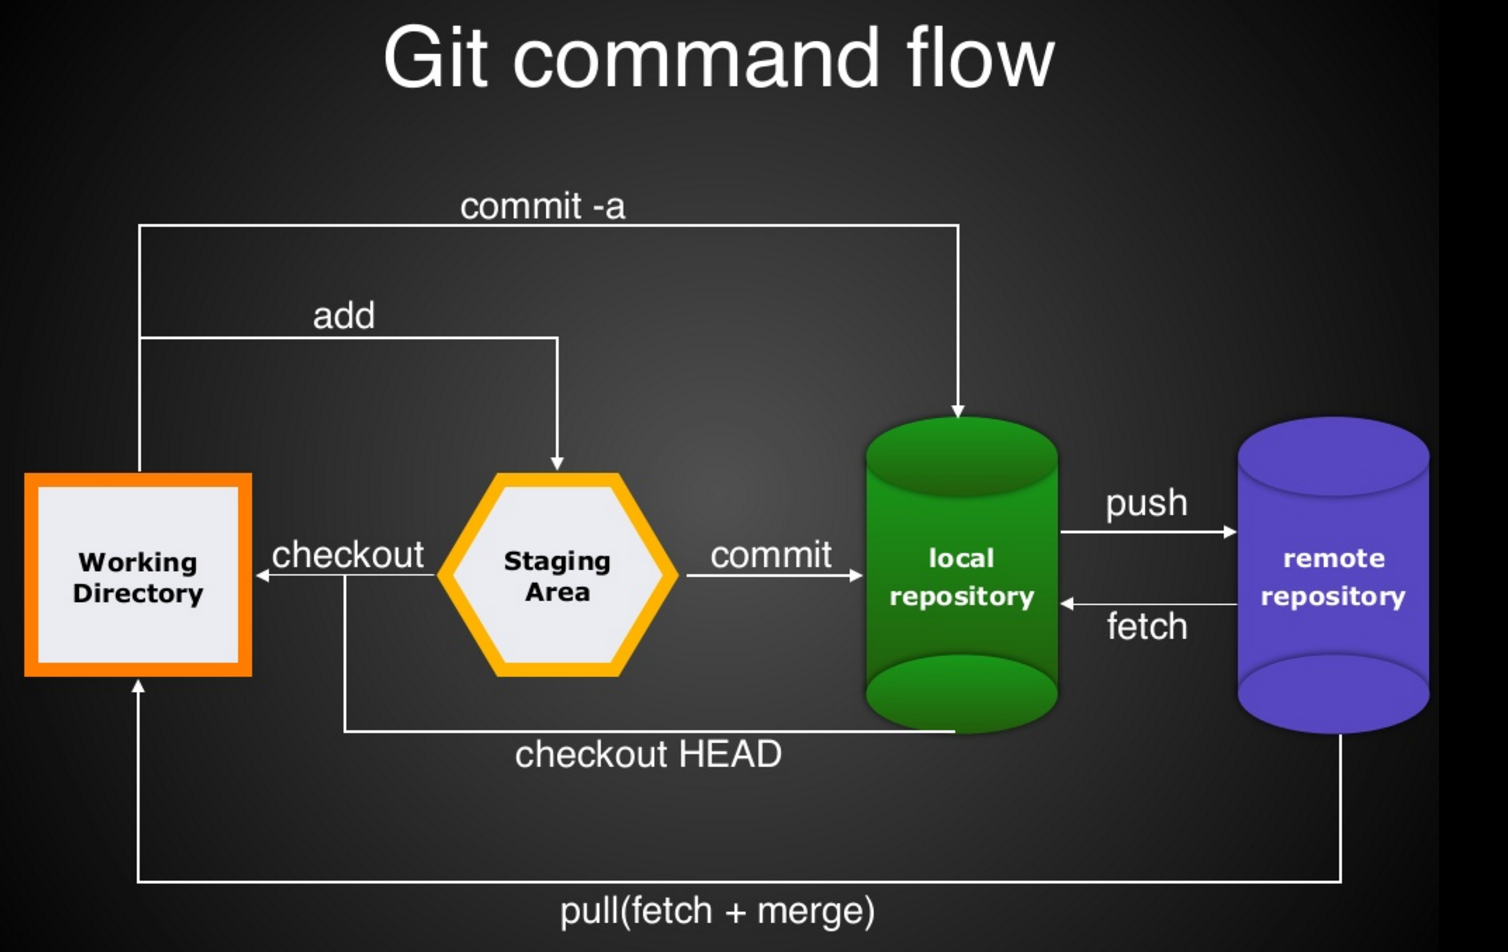 Git command flow
commit -a
add
Working
Directory
checkout
Staging
Area
commit
local
repository
push
fetch
remote
repository
checkout HEAD
pull(fetch + merge)